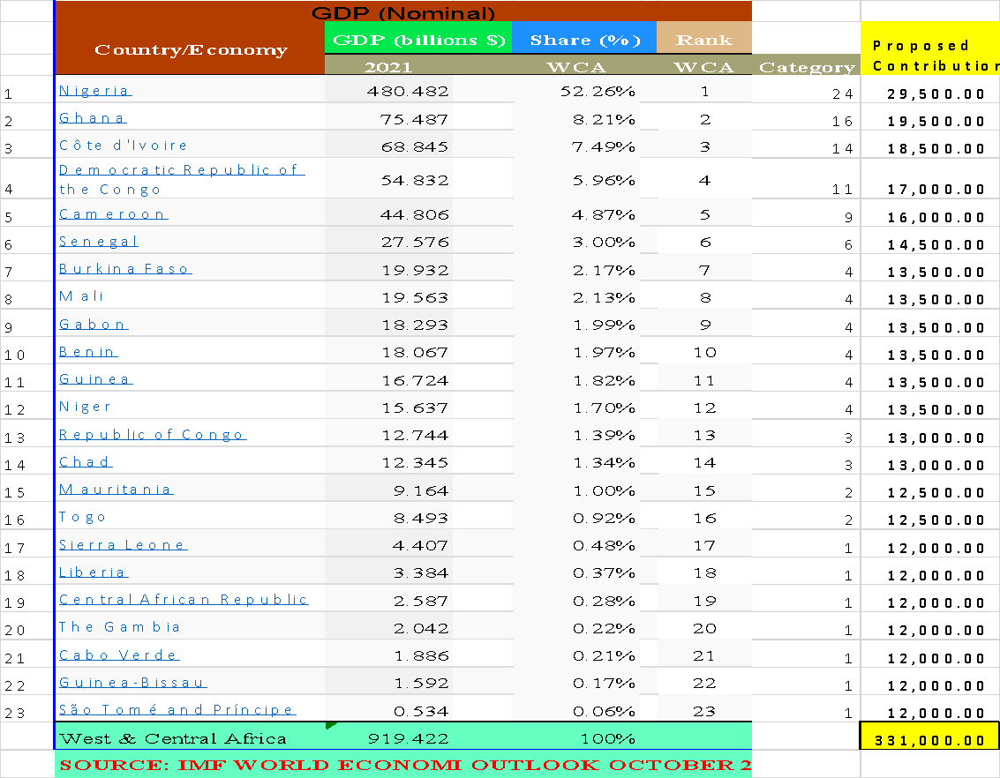 GDP (Nominal)
Country/Economy GDP (billions $) Share (%) Rank Proposed
2021 WCA WCA Category Contribution
1 Nigeria 480.482 52.26% 1 24 29,500.00
2 Ghana 75.487 8.21% 2 16 19,500.00
3 Côte d'Ivoire 68.845 7.49% 3 14 18,500.00
Democratic Republic of
4 the Congo 54.832 5.96% 4 11 17,000.00
5 Cameroon 44.806 4.87% 5 9 16,000.00
6 Senegal 27.576 3.00% 6 6 14,500.00
7 Burkina Faso 19.932 2.17% 7 4 13,500.00
8 Mali 19.563 2.13% 8 4 13,500.00
9 Gabon 18.293 1.99% 9 4 13,500.00
10 Benin 18.067 1.97% 10 4 13,500.00
11 Guinea 16.724 1.82% 11 4 13,500.00
12 Niger 15.637 1.70% 12 4 13,500.00
13 Republic of Congo 12.744 1.39% 13 3 13,000.00
14 Chad 12.345 1.34% 14 3 13,000.00
15 Mauritania 9.164 1.00% 15 2 12,500.00
16 Togo 8.493 0.92% 16 2 12,500.00
17 Sierra Leone 4.407 0.48% 17 1 12,000.00
18 Liberia 3.384 0.37% 18 1 12,000.00
19 Central African Republic 2.587 0.28% 19 1 12,000.00
20 The Gambia 2.042 0.22% 20 1 12,000.00
21 Cabo Verde 1.886 0.21% 21 1 12,000.00
22 Guinea-Bissau 1.592 0.17% 22 1 12,000.00
23 São Tomé and Príncipe 0.534 0.06% 23 1 12,000.00
West & Central Africa 919.422 100% 331,000.00
SOURCE: IMF WORLD ECONOMI OUTLOOK OCTOBER 2